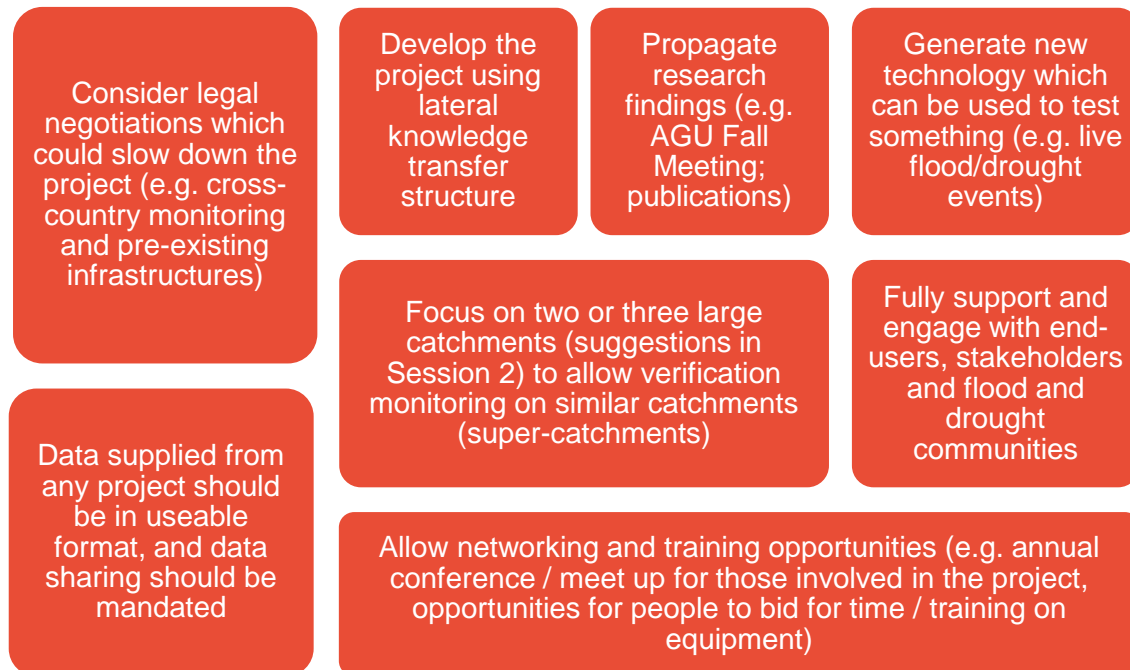 Consider legal
negotiations which
could slow down the
project (e.g. cross-
country monitoring
and pre-existing
infrastructures)
Develop the
project using
lateral
knowledge
transfer
structure
Propagate
research
findings (e.g.
AGU Fall
Meeting;
publications)
Generate new
technology which
can be used to test
something (e.g. live
flood/drought
events)
Focus on two or three large
catchments (suggestions in
Session 2) to allow verification
monitoring on similar catchments
(super-catchments)
Fully support and
engage with end-
users, stakeholders
and flood and
drought
communities
Data supplied from
any project should
be in useable
format, and data
sharing should be
mandated
Allow networking and training opportunities (e.g. annual
conference / meet up for those involved in the project,
opportunities for people to bid for time / training on
equipment)